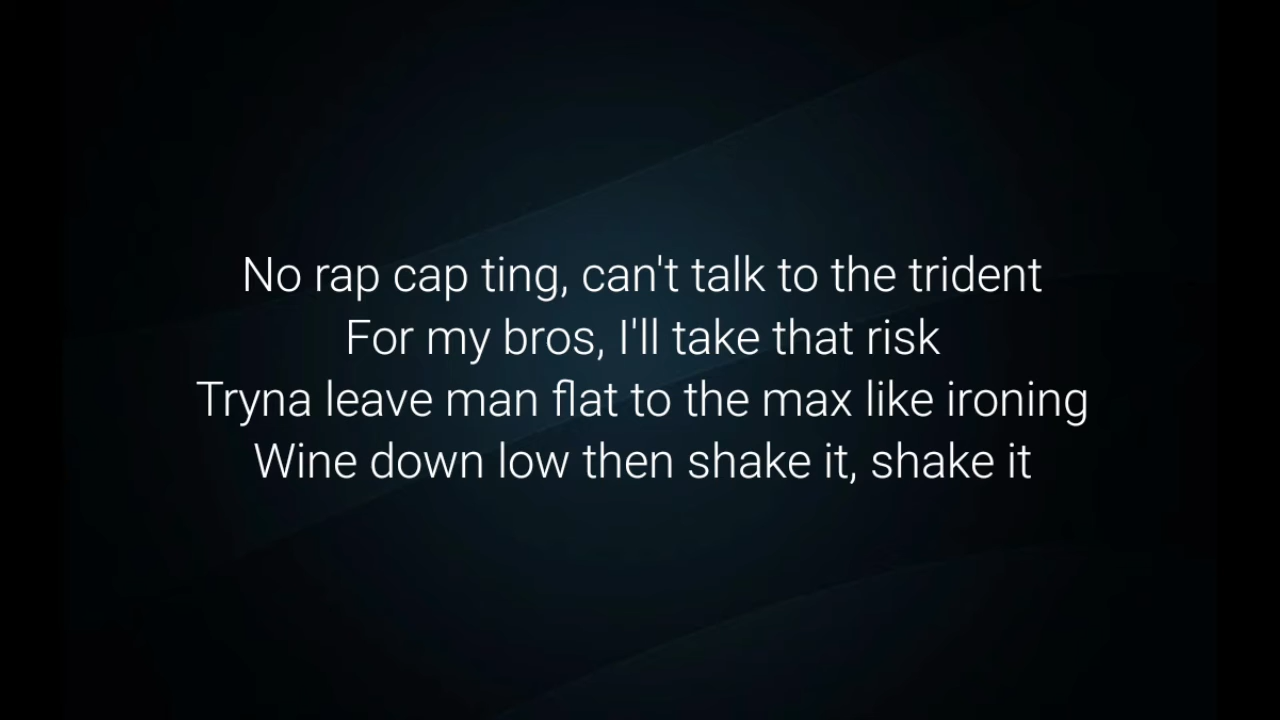 No rap cap ting, can't talk to the trident
For my bros, I'll take that risk
Tryna leave man flat to the max like ironing
Wine down low then shake it, shake it